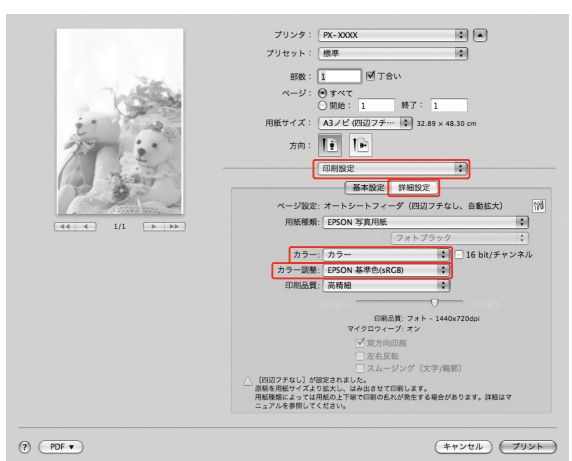 プリンタ： PX-XXXX
プリセット： 標準
部数： 1 丁合い
ページ： すべて
開始： 1 終了： 1
用紙サイズ： A3ノビ (四辺フチ… 32.89 × 48.30 cm
方向：
印刷設定
基本設定 詳細設定
ページ設定: オートシートフィーダ（四辺フチなし、自動拡大）
用紙種類: EPSON 写真用紙
フォトブラック
カラー: カラー 16 bit/チャンネル
カラー調整: EPSON 基準色(sRGB)
印刷品質: 高精細
印刷品質: フォト - 1440x720dpi
マイクロウィーブ: オン
双方向印刷
左右反転
スムージング（文字/輪郭）
[四辺フチなし] が設定されました。
原稿を用紙サイズより拡大し、はみ出させて印刷します。
用紙種類によっては用紙の上下端で印刷の乱れが発生する場合があります。詳細はマ
ニュアルを参照してください。
1/1
? PDF▼ キャンセル プリント